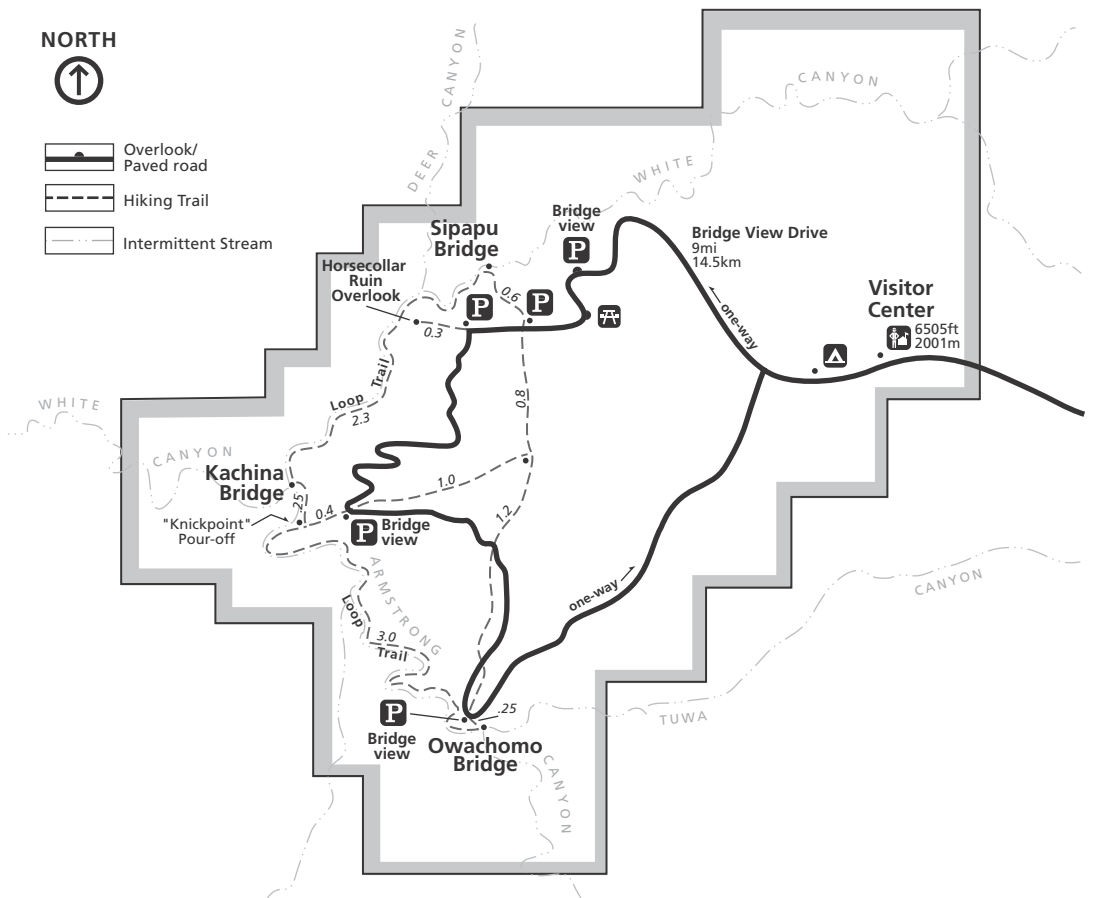 NORTH
Overlook/
Paved road
Hiking Trail
Intermittent Stream
DEER CANYON
WHITE CANYON
Sipapu
Bridge
Bridge
view
P
Bridge View Drive
9mi
14.5km
Horsecollar
Ruin
Overlook
P
P
0.6
0.3
one-way
Visitor
Center
6505ft
2001m
Loop Trail
2.3
0.8
WHITE CANYON
Kachina
Bridge
.25
1.0
"Knickpoint"
Pour-off
0.4
P
Bridge
view
1.2
ARMSTRONG
CANYON
Loop
3.0
Trail
one-way
CANYON
TUWA
P
Bridge
view
.25
Owachomo
Bridge